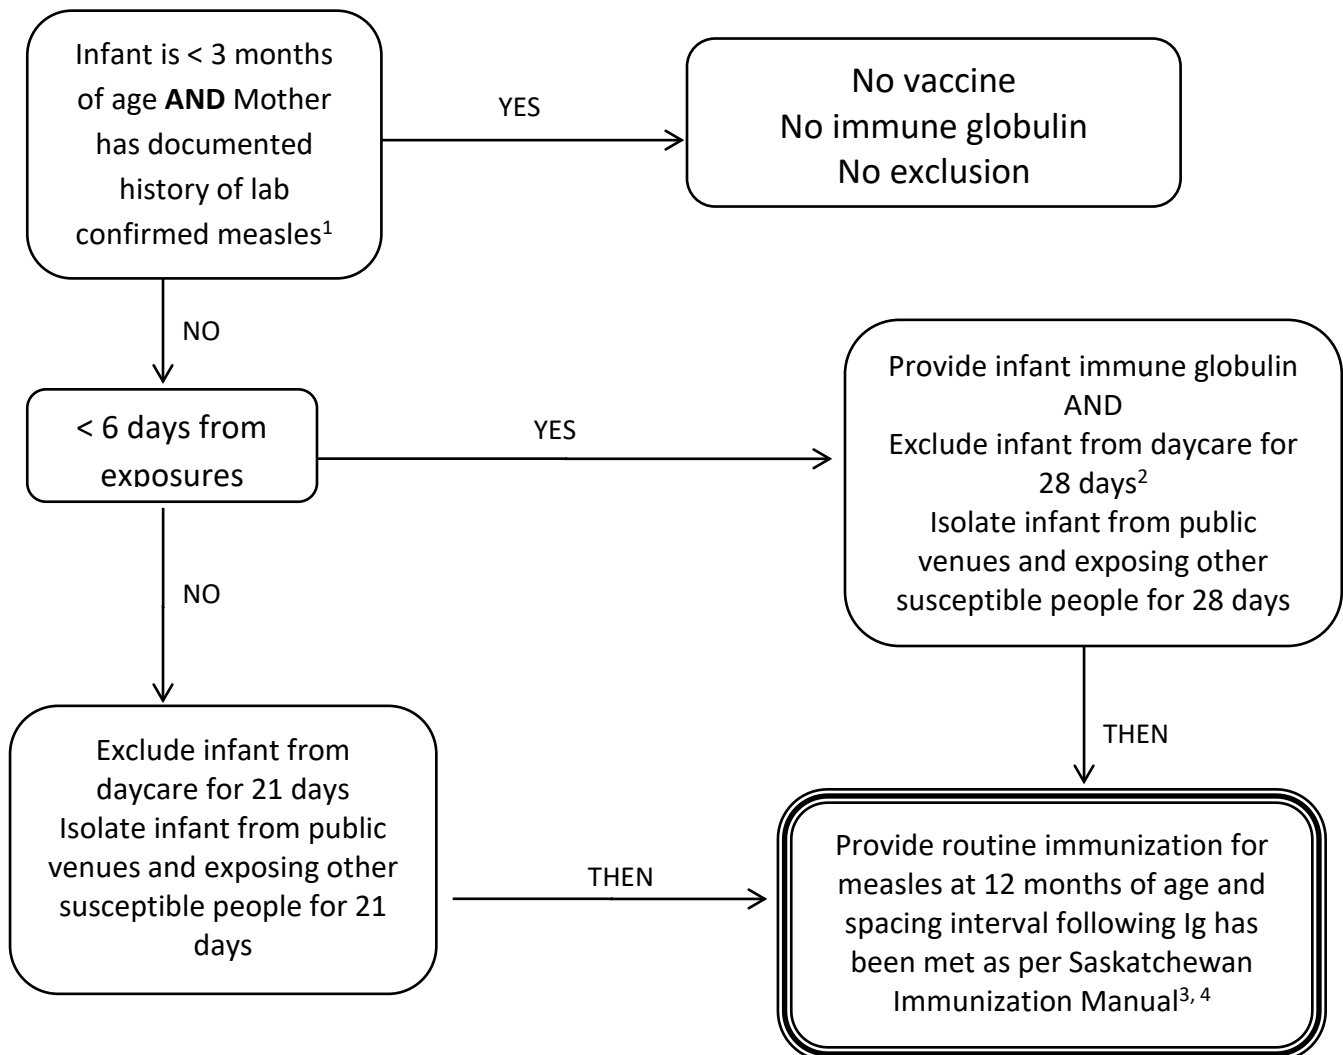 Infant is < 3 months
of age AND Mother
has documented
history of lab
confirmed measles1
YES
No vaccine
No immune globulin
No exclusion
NO
< 6 days from
exposures
YES
Provide infant immune globulin
AND
Exclude infant from daycare for
28 days2
Isolate infant from public
venues and exposing other
susceptible people for 28 days
NO
THEN
Exclude infant from
daycare for 21 days
Isolate infant from public
venues and exposing other
susceptible people for 21
days
THEN
Provide routine immunization for
measles at 12 months of age and
spacing interval following Ig has
been met as per Saskatchewan
Immunization Manual3, 4